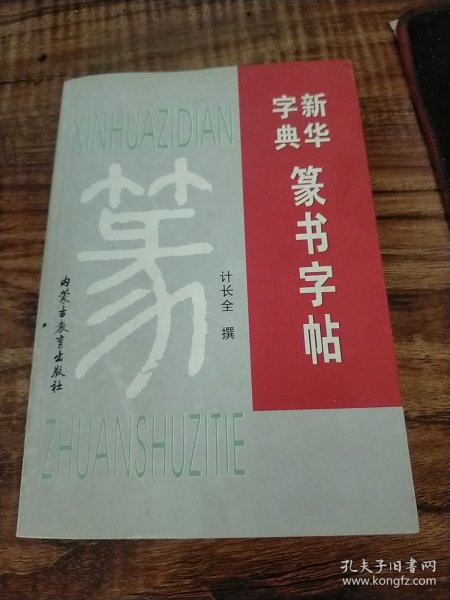 XINHUAZIDIAN
新华
字典
篆书字帖
篆
计长全 撰
内蒙古教育出版社
ZHUANSHUZITIE
孔夫子旧书网
www.kongfz.com